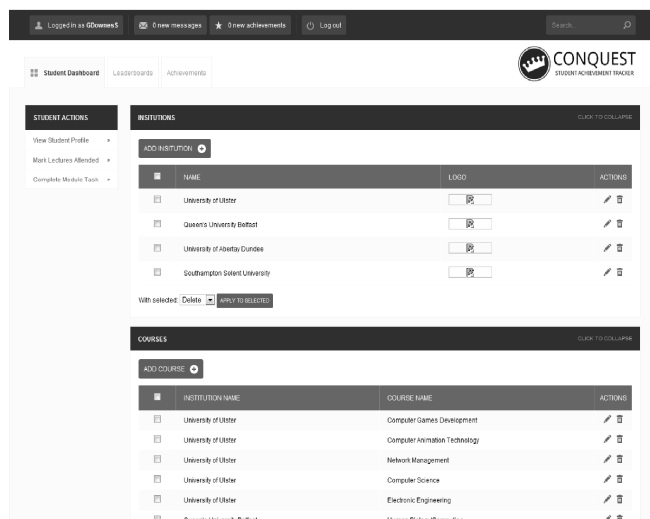 Logged in as GDownesS
0 new messages
0 new achievements
Log out
Search...
CONQUEST
STUDENT ACHIEVEMENT TRACKER
Student Dashboard
Leaderboards
Achievements
STUDENT ACTIONS
View Student Profile »
Mark Lectures Attended »
Complete Module Task »
INSITUTIONS CLICK TO COLLAPSE
ADD INSITUTION
NAME LOGO ACTIONS
University of Ulster
Queen's University Belfast
University of Abertay Dundee
Southampton Solent University
With selected: Delete APPLY TO SELECTED
COURSES CLICK TO COLLAPSE
ADD COURSE
INSTITUTION NAME COURSE NAME ACTIONS
University of Ulster Computer Games Development
University of Ulster Computer Animation Technology
University of Ulster Network Management
University of Ulster Computer Science
University of Ulster Electronic Engineering